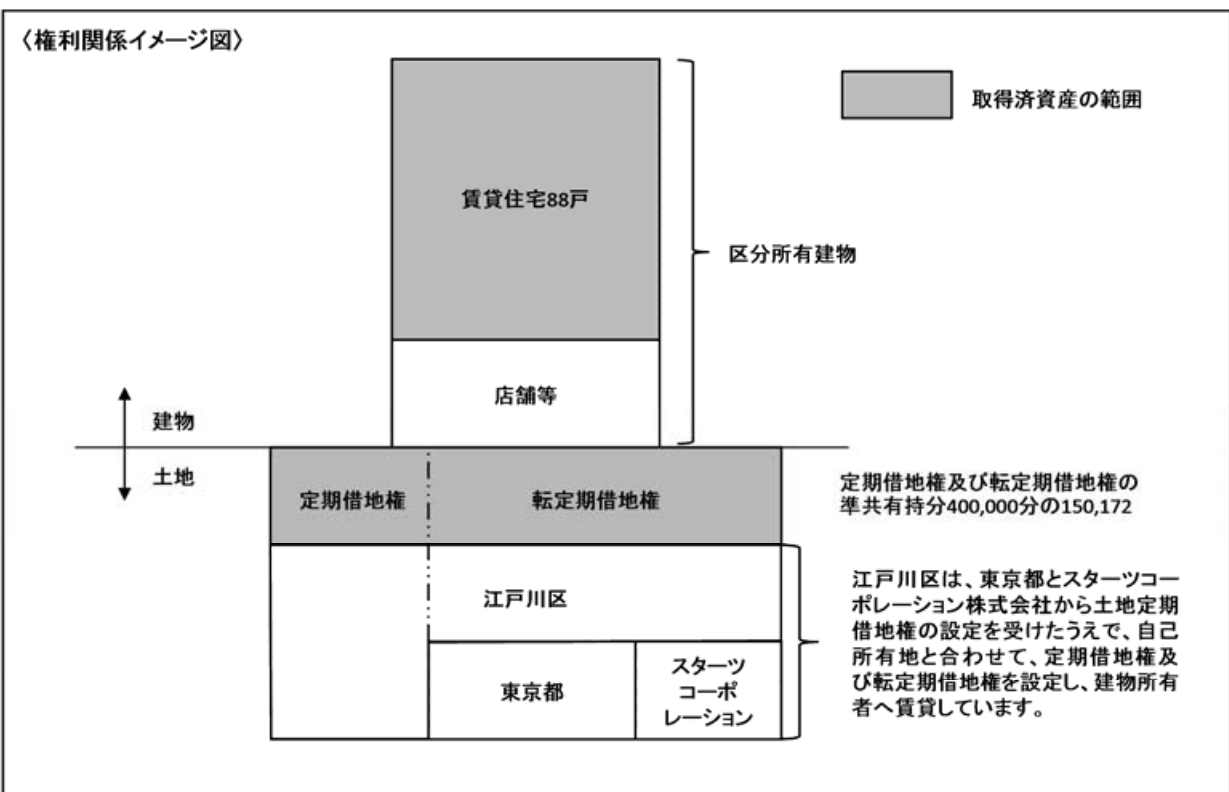 〈権利関係イメージ図〉
取得済資産の範囲
賃貸住宅88戸
区分所有建物
店舗等
建物
土地
定期借地権
転定期借地権
定期借地権及び転定期借地権の
準共有持分400,000分の150,172
江戸川区
東京都
スターツ
コーポ
レーション
江戸川区は、東京都とスターツコー
ポレーション株式会社から土地定期
借地権の設定を受けたうえで、自己
所有地と合わせて、定期借地権及
び転定期借地権を設定し、建物所有
者へ賃貸しています。